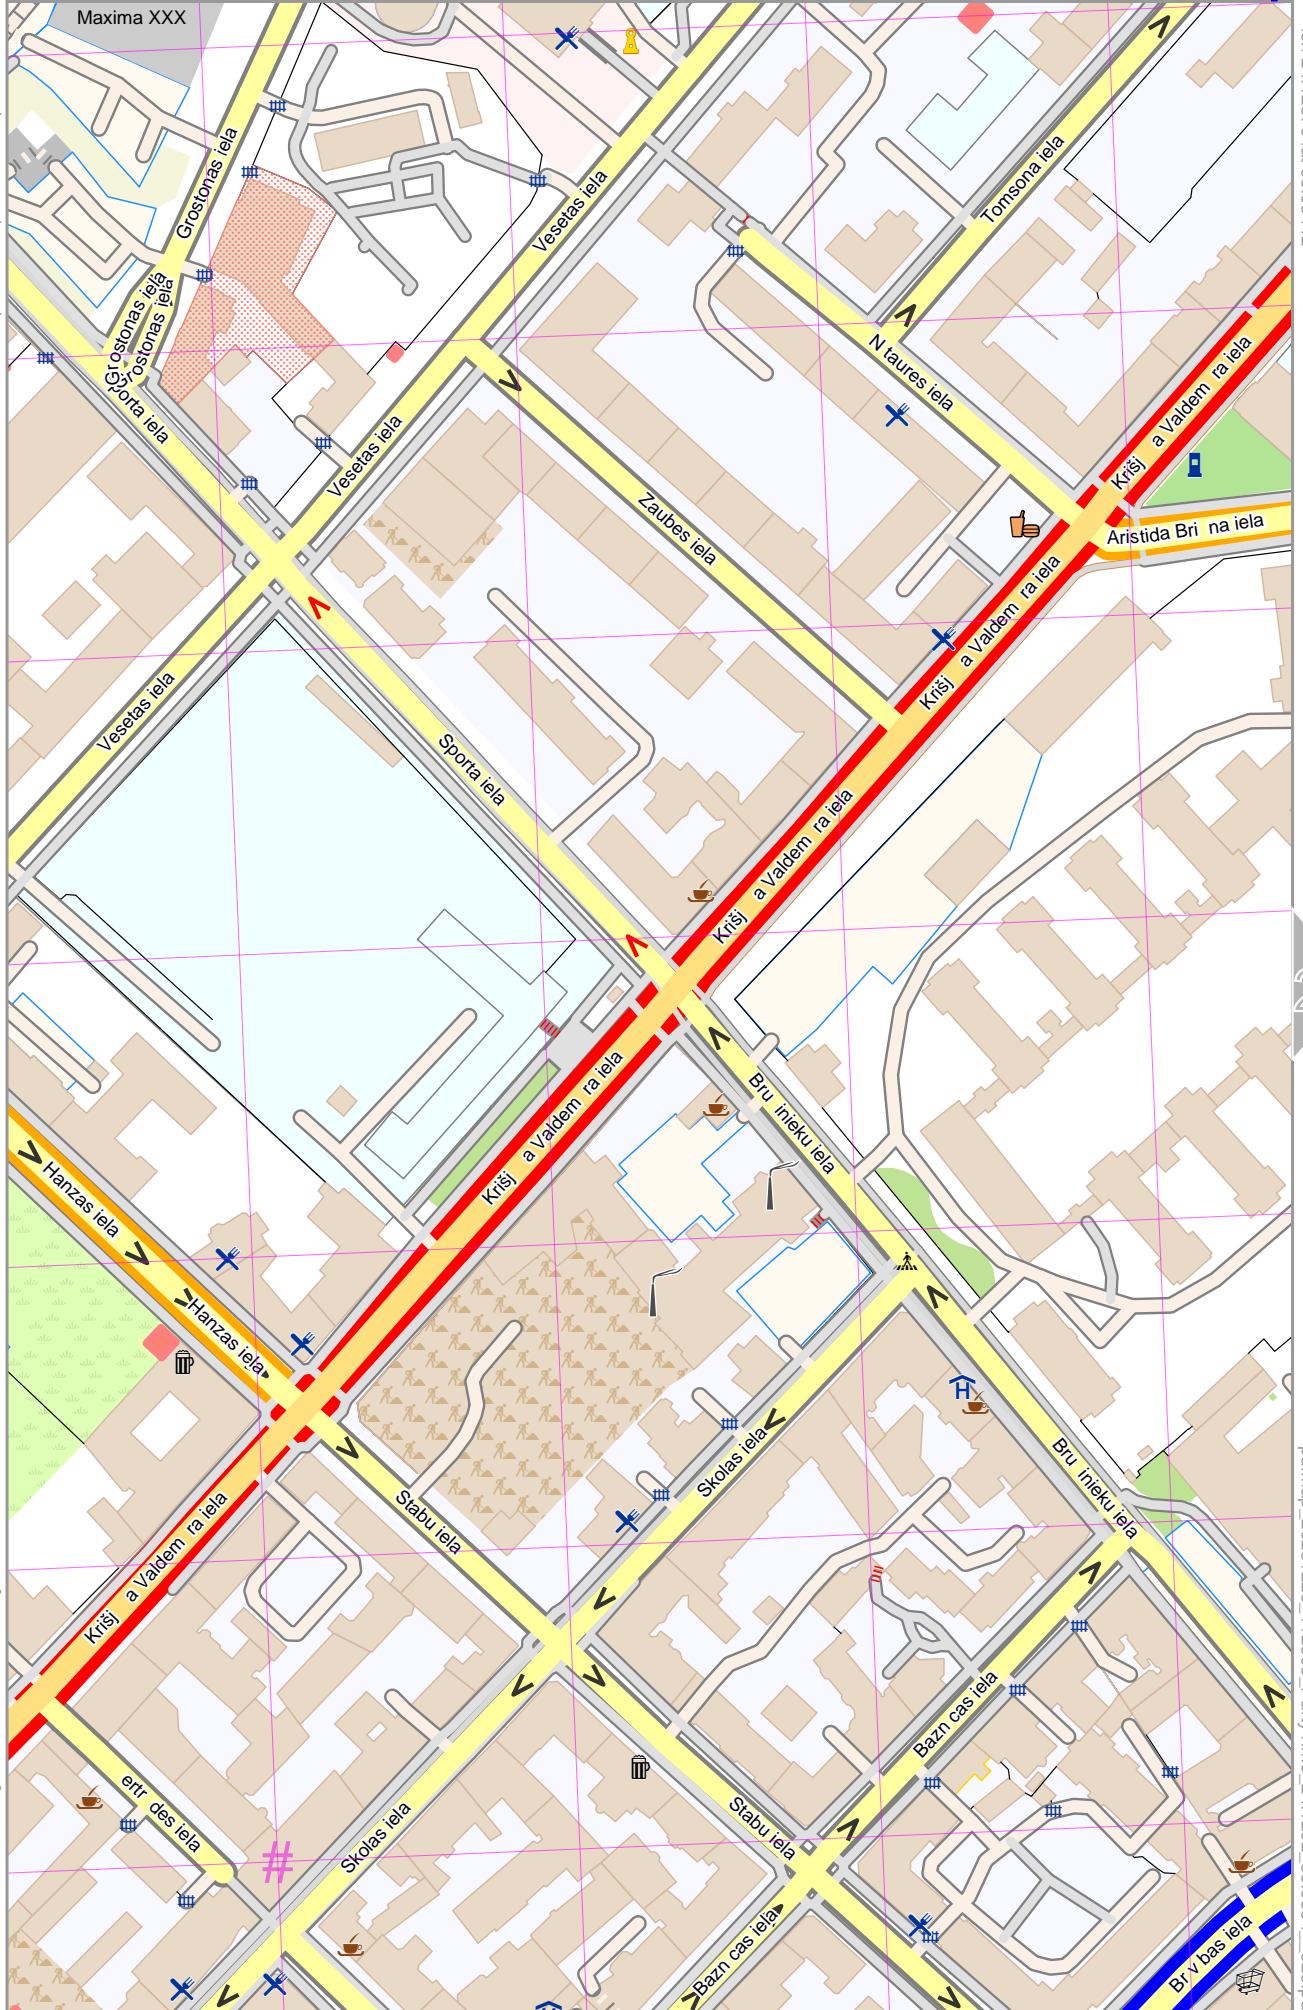 Maxima XXX
Grostonas iela
Vesetas iela
Tomsona iela
Grostonas iela
Grostonas iela
porta iela
N taures iela
Krišj a Valdem ra iela
Vesetas iela
Zaubes iela
Aristida Bri na iela
Krišj a Valdem ra iela
Vesetas iela
Sporta iela
Krišj a Valdem ra iela
Krišj a Valdem ra iela
Bru inieku iela
Hanzas iela
Hanzas iela
Skolas iela
Bru inieku iela
Stabu iela
Krišj a Valdem ra iela
Bazn cas iela
ertr des iela
Skolas iela
Stabu iela
Bazn cas iela
Br v bas iela
#
H